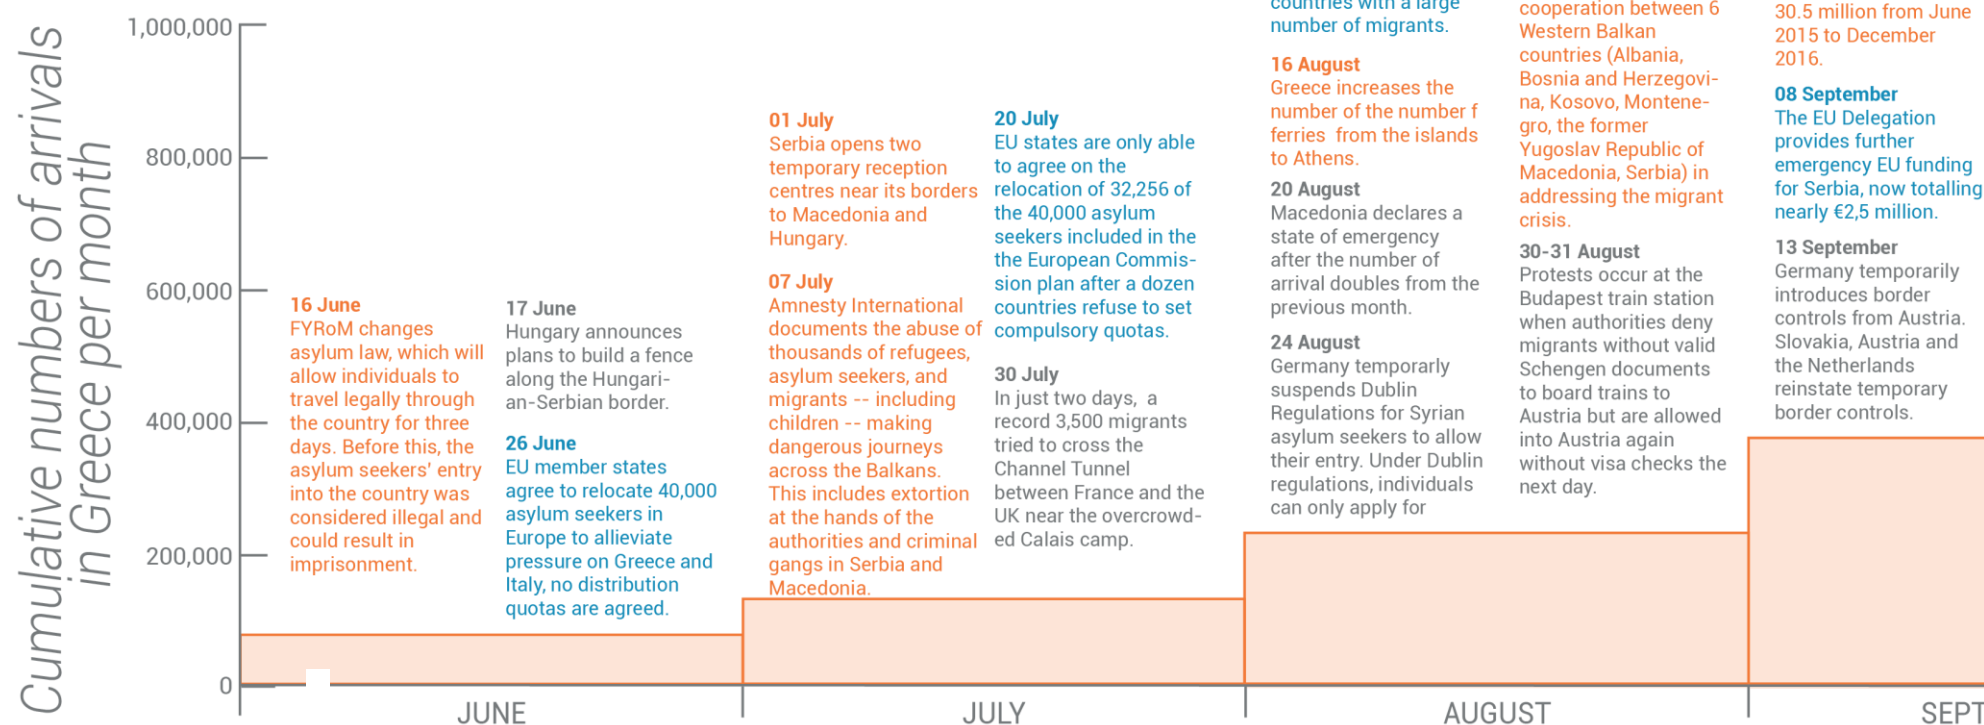 Cumulative numbers of arrivals
in Greece per month
1,000,000
800,000
600,000
400,000
200,000
0
16 June
FYRoM changes
asylum law, which will
allow individuals to
travel legally through
the country for three
days. Before this, the
asylum seekers' entry
into the country was
considered illegal and
could result in
imprisonment.
17 June
Hungary announces
plans to build a fence
along the Hungari-
an-Serbian border.
26 June
EU member states
agree to relocate 40,000
asylum seekers in
Europe to allieviate
pressure on Greece and
Italy, no distribution
quotas are agreed.
01 July
Serbia opens two
temporary reception
centres near its borders
to Macedonia and
Hungary.
07 July
Amnesty International
documents the abuse of
thousands of refugees,
asylum seekers, and
migrants -- including
children -- making
dangerous journeys
across the Balkans.
This includes extortion
at the hands of the
authorities and criminal
gangs in Serbia and
Macedonia.
20 July
EU states are only able
to agree on the
relocation of 32,256 of
the 40,000 asylum
seekers included in the
the European Commis-
sion plan after a dozen
countries refuse to set
compulsory quotas.
30 July
In just two days, a
record 3,500 migrants
tried to cross the
Channel Tunnel
between France and the
UK near the overcrowd-
ed Calais camp.
countries with a large
number of migrants.
16 August
Greece increases the
number of the number f
ferries from the islands
to Athens.
20 August
Macedonia declares a
state of emergency
after the number of
arrival doubles from the
previous month.
24 August
Germany temporarly
suspends Dublin
Regulations for Syrian
asylum seekers to allow
their entry. Under Dublin
regulations, individuals
can only apply for
cooperation between 6
Western Balkan
countries (Albania,
Bosnia and Herzegovi-
na, Kosovo, Montene-
gro, the former
Yugoslav Republic of
Macedonia, Serbia) in
addressing the migrant
crisis.
30-31 August
Protests occur at the
Budapest train station
when authorities deny
migrants without valid
Schengen documents
to board trains to
Austria but are allowed
into Austria again
without visa checks the
next day.
30.5 million from June
2015 to December
2016.
08 September
The EU Delegation
provides further
emergency EU funding
for Serbia, now totalling
nearly €2,5 million.
13 September
Germany temporarily
introduces border
controls from Austria.
Slovakia, Austria and
the Netherlands
reinstate temporary
border controls.
JUNE
JULY
AUGUST
SEPT